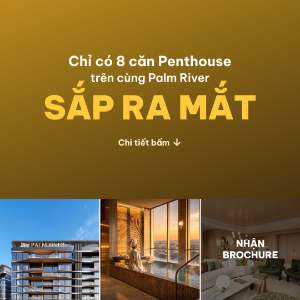 Chỉ có 8 căn Penthouse
trên cùng Palm River
SẮP RA MẮT
Chi tiết bấm ↓
NHẬN
BROCHURE